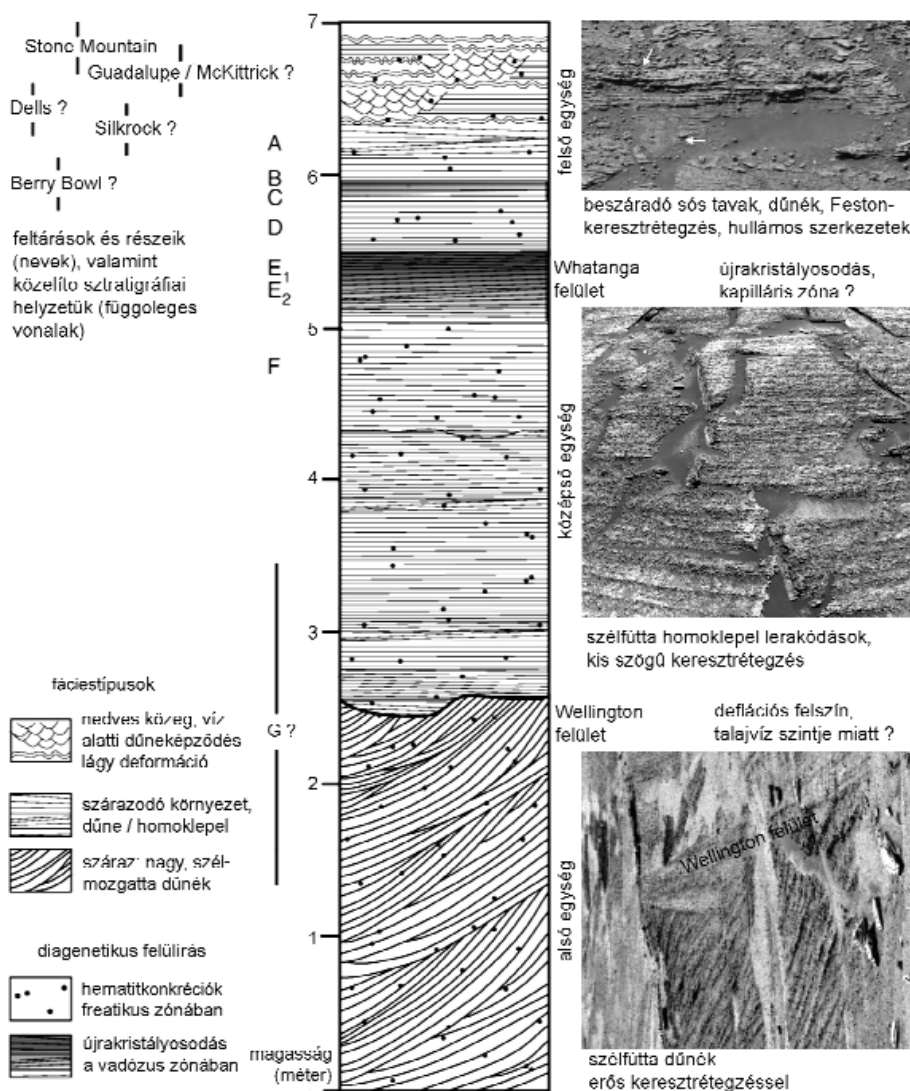 Stone Mountain
Guadalupe / McKittrick ?
Dells ?
Silkrock ?
Berry Bowl ?
feltárások és részeik
(nevek), valamint
közelítő sztratigráfiai
helyzetük (függoleges
vonalak)
7
6
5
4
3
2
1
magasság
(méter)
A
B
C
D
E1
E2
F
G ?
felső egység
középső egység
alsó egység
beszáradó sós tavak, dűnék, Feston-
keresztrétegzés, hullámos szerkezetek
Whatanga
felület
újrakristályosodás,
kapilláris zóna ?
szélfútta homoklepel lerakódások,
kis szögű keresztrétegzés
Wellington
felület
deflációs felszín,
talajvíz szintje miatt ?
Wellington felület
szélfútta dűnék
erős keresztrétegzéssel
fáciestípusok
nedves közeg, víz
alatti dűneképződés
lágy deformáció
szárazodó környezet,
dűne / homoklepel
száraz: nagy, szél-
mozgatta dűnék
diagenetikus felülírás
hematitkonkréciók
freatikus zónában
újrakristályosodás
a vadózus zónában